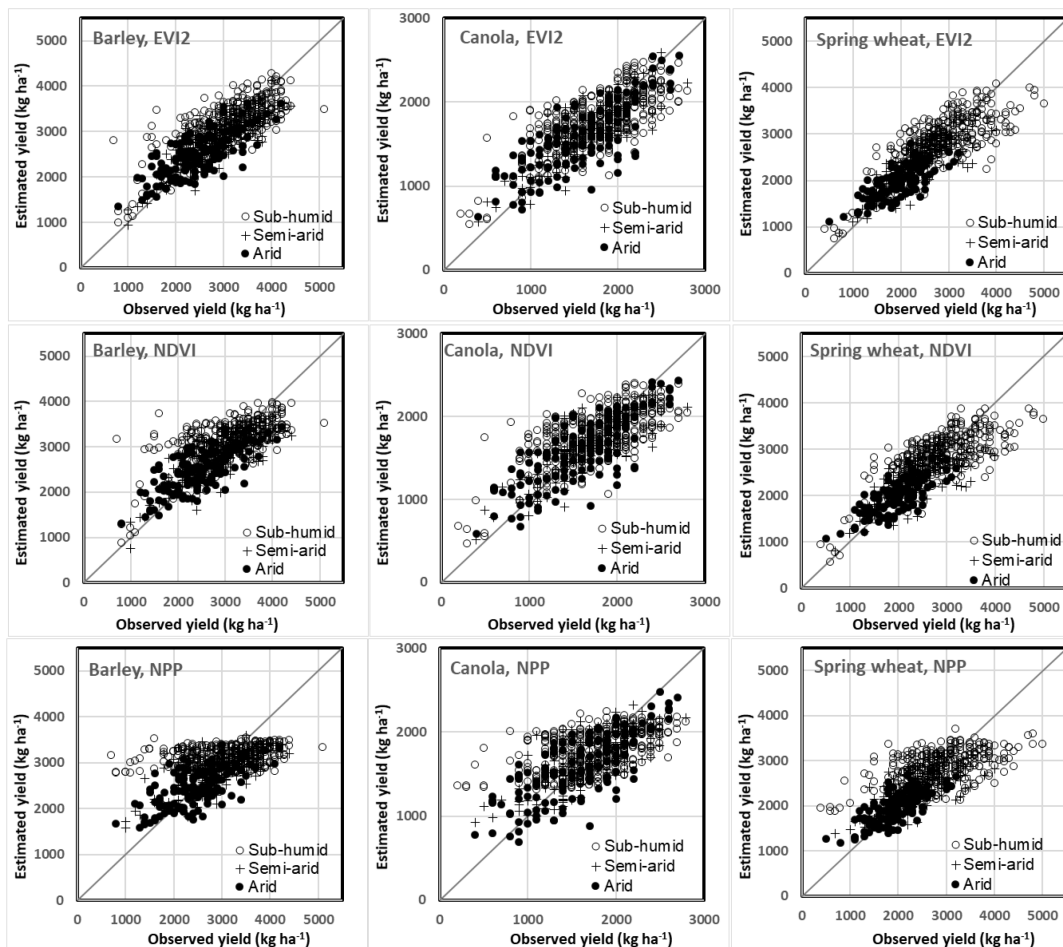 Barley, EVI2
Estimated yield (kg ha⁻¹)
5000
4000
3000
2000
1000
0
Sub-humid
Semi-arid
Arid
0 1000 2000 3000 4000 5000
Observed yield (kg ha⁻¹)
Canola, EVI2
Estimated yield (kg ha⁻¹)
3000
2000
1000
0
Sub-humid
Semi-arid
Arid
0 1000 2000 3000
Observed yield (kg ha⁻¹)
Spring wheat, EVI2
Estimated yield (kg ha⁻¹)
5000
4000
3000
2000
1000
0
Sub-humid
Semi-arid
Arid
0 1000 2000 3000 4000 5000
Observed yield (kg ha⁻¹)
Barley, NDVI
Estimated yield (kg ha⁻¹)
5000
4000
3000
2000
1000
0
Sub-humid
Semi-arid
Arid
0 1000 2000 3000 4000 5000
Observed yield (kg ha⁻¹)
Canola, NDVI
Estimated yield (kg ha⁻¹)
3000
2000
1000
0
Sub-humid
Semi-arid
Arid
0 1000 2000 3000
Observed yield (kg ha⁻¹)
Spring wheat, NDVI
Estimated yield (kg ha⁻¹)
5000
4000
3000
2000
1000
0
Sub-humid
Semi-arid
Arid
0 1000 2000 3000 4000 5000
Observed yield (kg ha⁻¹)
Barley, NPP
Estimated yield (kg ha⁻¹)
5000
4000
3000
2000
1000
0
Sub-humid
Semi-arid
Arid
0 1000 2000 3000 4000 5000
Observed yield (kg ha⁻¹)
Canola, NPP
Estimated yield (kg ha⁻¹)
3000
2000
1000
0
Sub-humid
Semi-arid
Arid
0 1000 2000 3000
Observed yield (kg ha⁻¹)
Spring wheat, NPP
Estimated yield (kg ha⁻¹)
5000
4000
3000
2000
1000
0
Sub-humid
Semi-arid
Arid
0 1000 2000 3000 4000 5000
Observed yield (kg ha⁻¹)